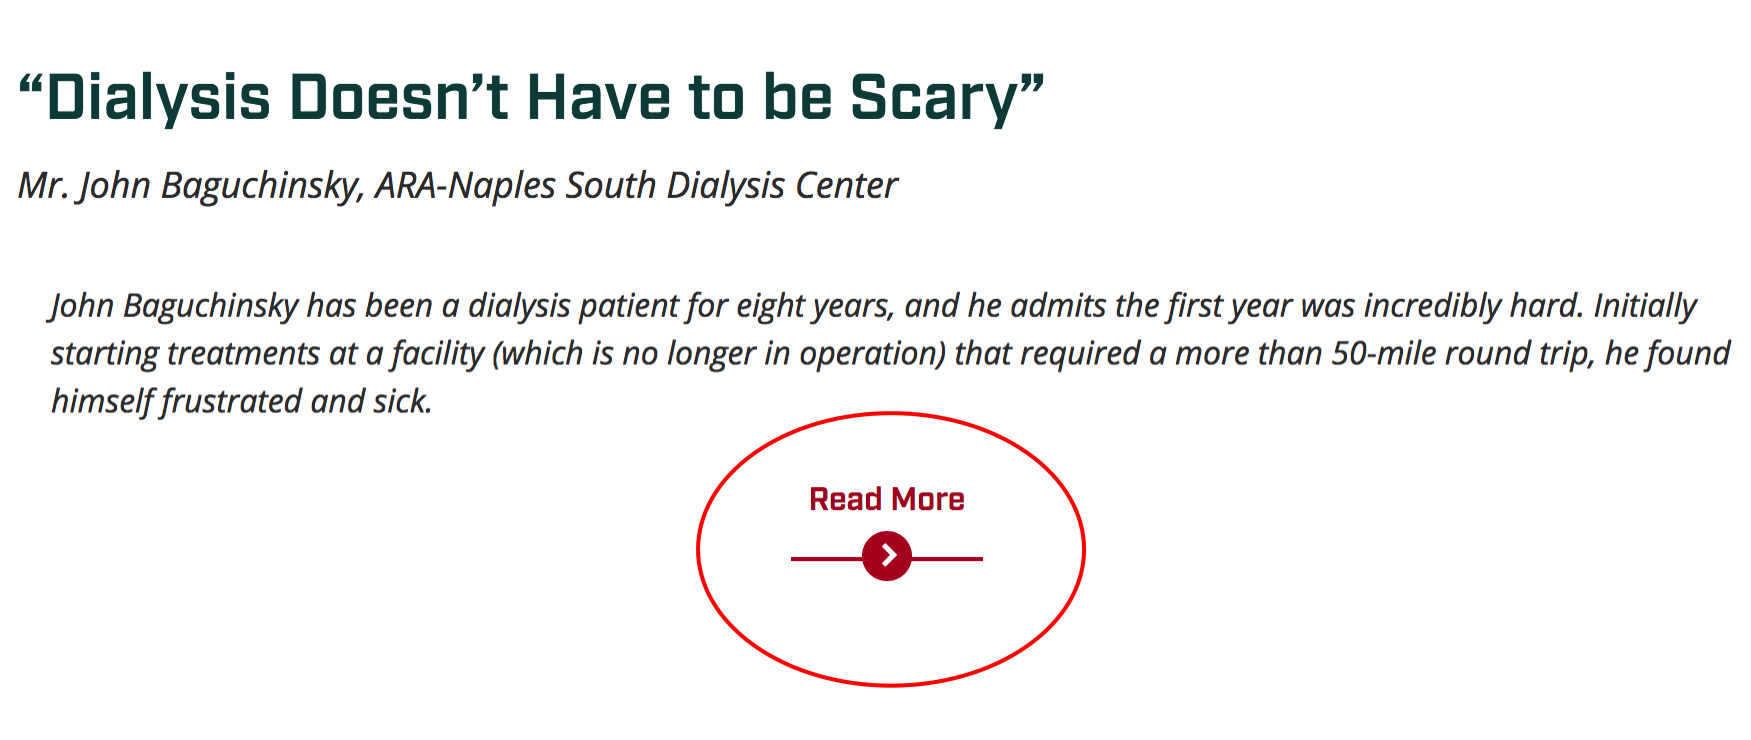 “Dialysis Doesn’t Have to be Scary”
Mr. John Baguchinsky, ARA-Naples South Dialysis Center
John Baguchinsky has been a dialysis patient for eight years, and he admits the first year was incredibly hard. Initially
starting treatments at a facility (which is no longer in operation) that required a more than 50-mile round trip, he found
himself frustrated and sick.
Read More